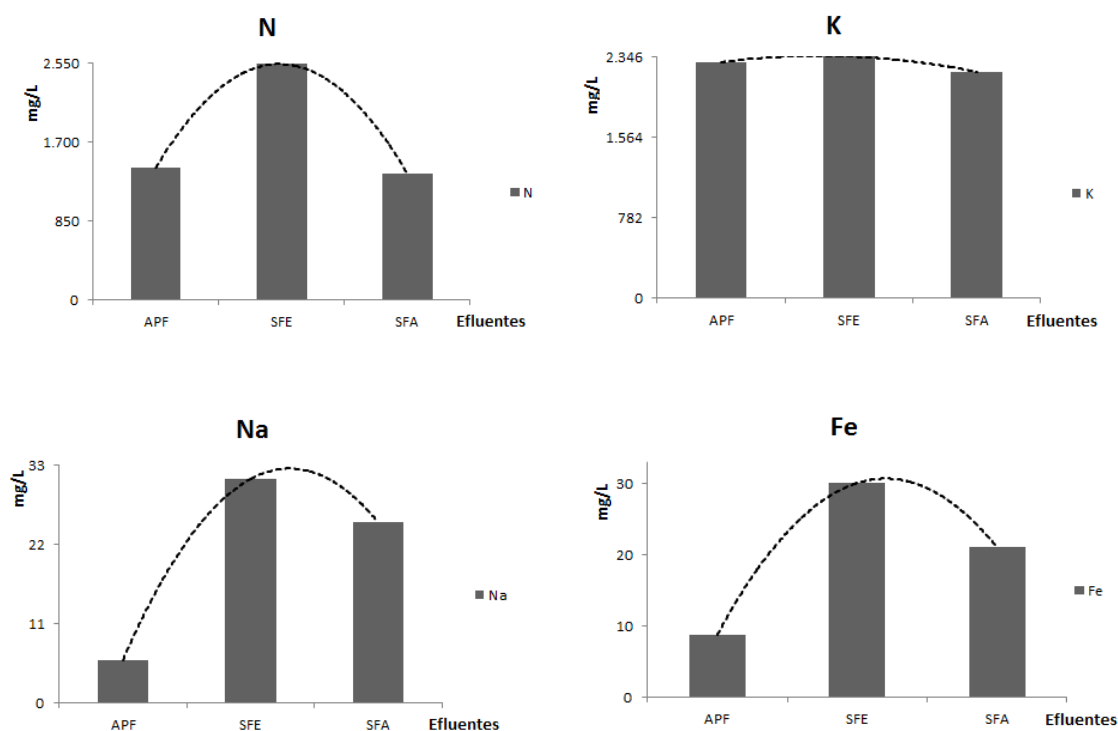 N
mg/L
2.550
1.700
850
0
APF SFE SFA Efluentes
N
K
mg/L
2.346
1.564
782
0
APF SFE SFA Efluentes
K
Na
mg/L
33
22
11
0
APF SFE SFA Efluentes
Na
Fe
mg/L
30
20
10
0
APF SFE SFA Efluentes
Fe